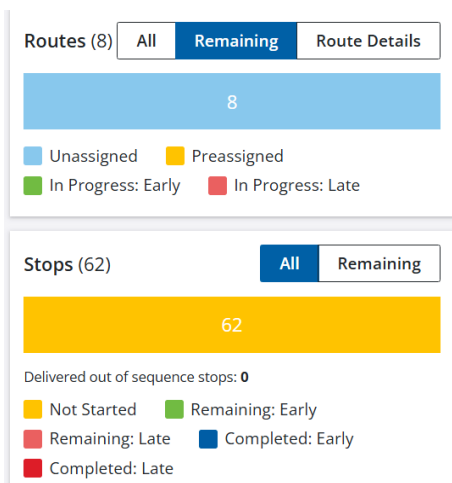 Routes (8) All Remaining Route Details
8
Unassigned Preassigned
In Progress: Early In Progress: Late
Stops (62) All Remaining
62
Delivered out of sequence stops: 0
Not Started Remaining: Early
Remaining: Late Completed: Early
Completed: Late